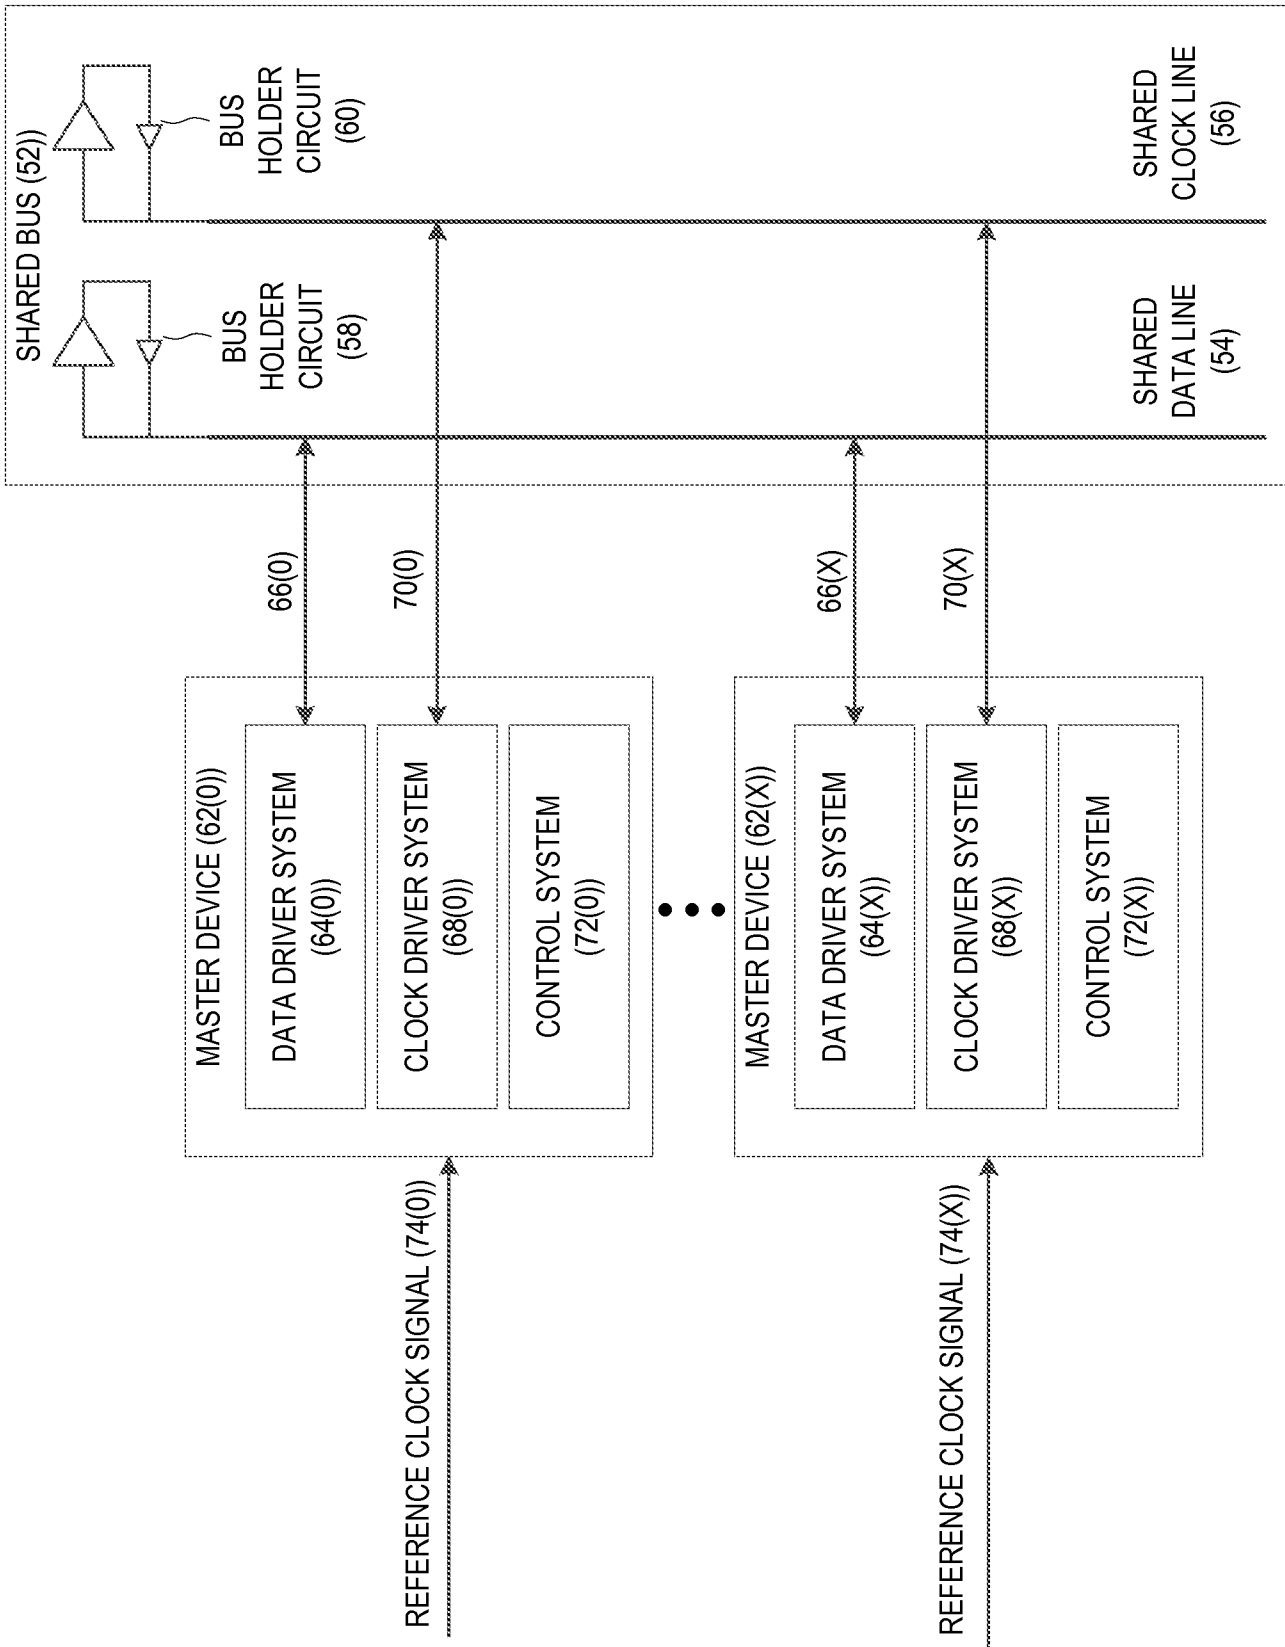 SHARED BUS (52))
BUS
HOLDER
CIRCUIT
(58)
BUS
HOLDER
CIRCUIT
(60)
SHARED
DATA LINE
(54)
SHARED
CLOCK LINE
(56)
66(0)
70(0)
66(X)
70(X)
MASTER DEVICE (62(0))
DATA DRIVER SYSTEM
(64(0))
CLOCK DRIVER SYSTEM
(68(0))
CONTROL SYSTEM
(72(0))
MASTER DEVICE (62(X))
DATA DRIVER SYSTEM
(64(X))
CLOCK DRIVER SYSTEM
(68(X))
CONTROL SYSTEM
(72(X))
REFERENCE CLOCK SIGNAL (74(0))
REFERENCE CLOCK SIGNAL (74(X))